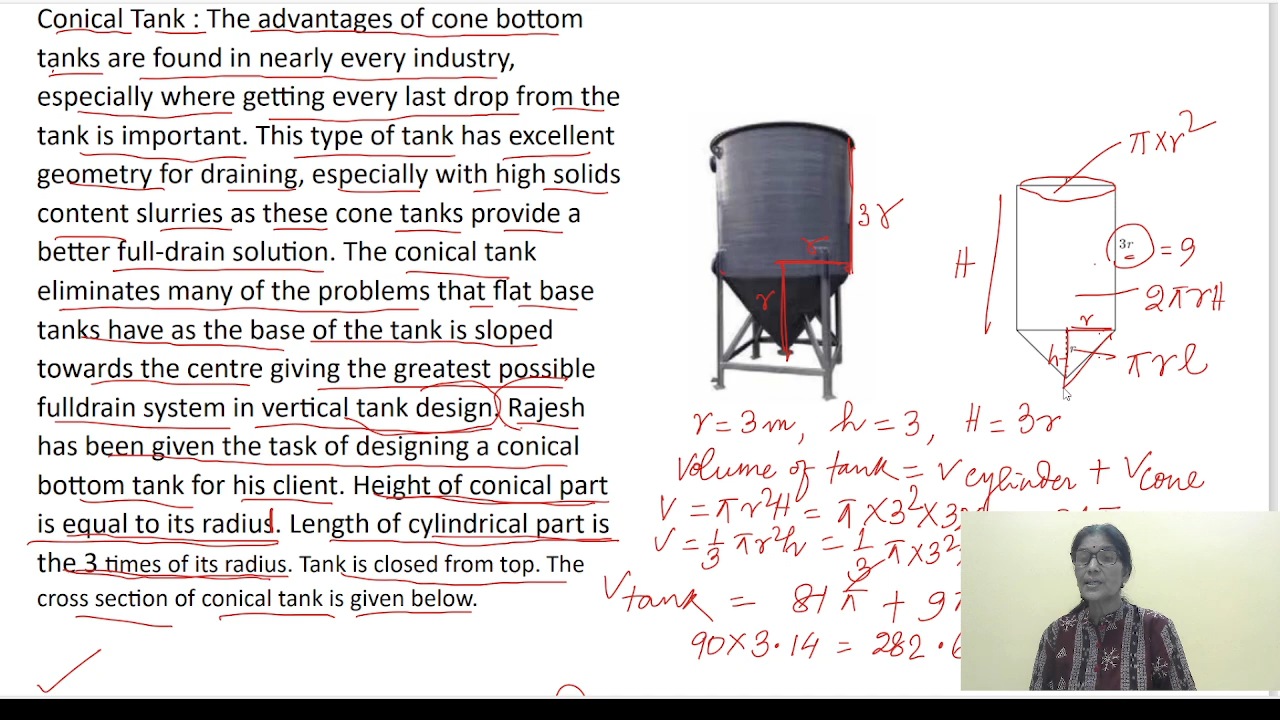 Conical Tank : The advantages of cone bottom
tanks are found in nearly every industry,
especially where getting every last drop from the
tank is important. This type of tank has excellent
geometry for draining, especially with high solids
content slurries as these cone tanks provide a
better full-drain solution. The conical tank
eliminates many of the problems that flat base
tanks have as the base of the tank is sloped
towards the centre giving the greatest possible
fulldrain system in vertical tank design. Rajesh
has been given the task of designing a conical
bottom tank for his client. Height of conical part
is equal to its radius. Length of cylindrical part is
the 3 times of its radius. Tank is closed from top. The
cross section of conical tank is given below.
3r
r
r
π×r²
H
3r = 9
2πrH
r
h
r
πrl
r = 3m, h = 3, H = 3r
Volume of tank = V cylinder + V cone
V = πr²H = π×3²×3
V = 1/3 πr²h = 1/3 π×3²
V tank = 81π + 9
90×3.14 = 282.6